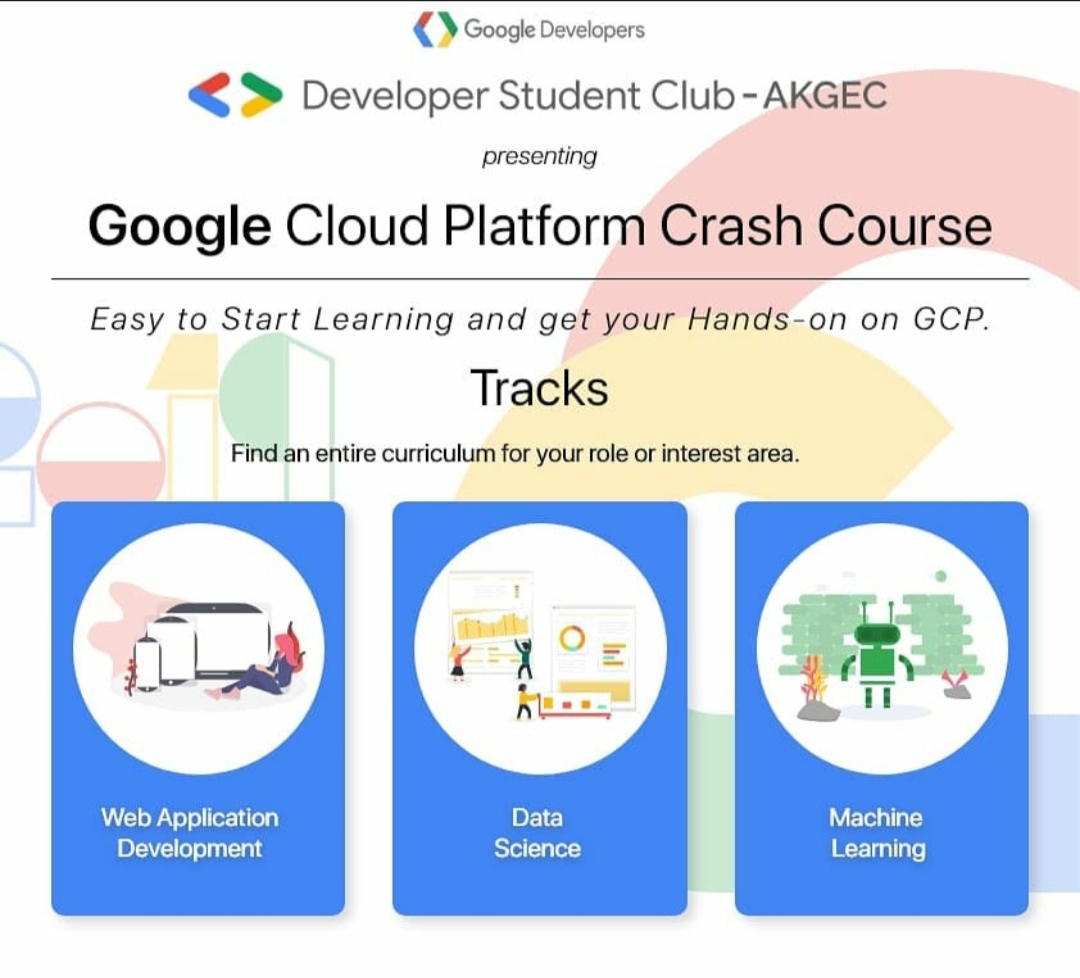 Google Developers
Developer Student Club - AKGEC
presenting
Google Cloud Platform Crash Course
Easy to Start Learning and get your Hands-on on GCP.
Tracks
Find an entire curriculum for your role or interest area.
Web Application
Development
Data
Science
Machine
Learning